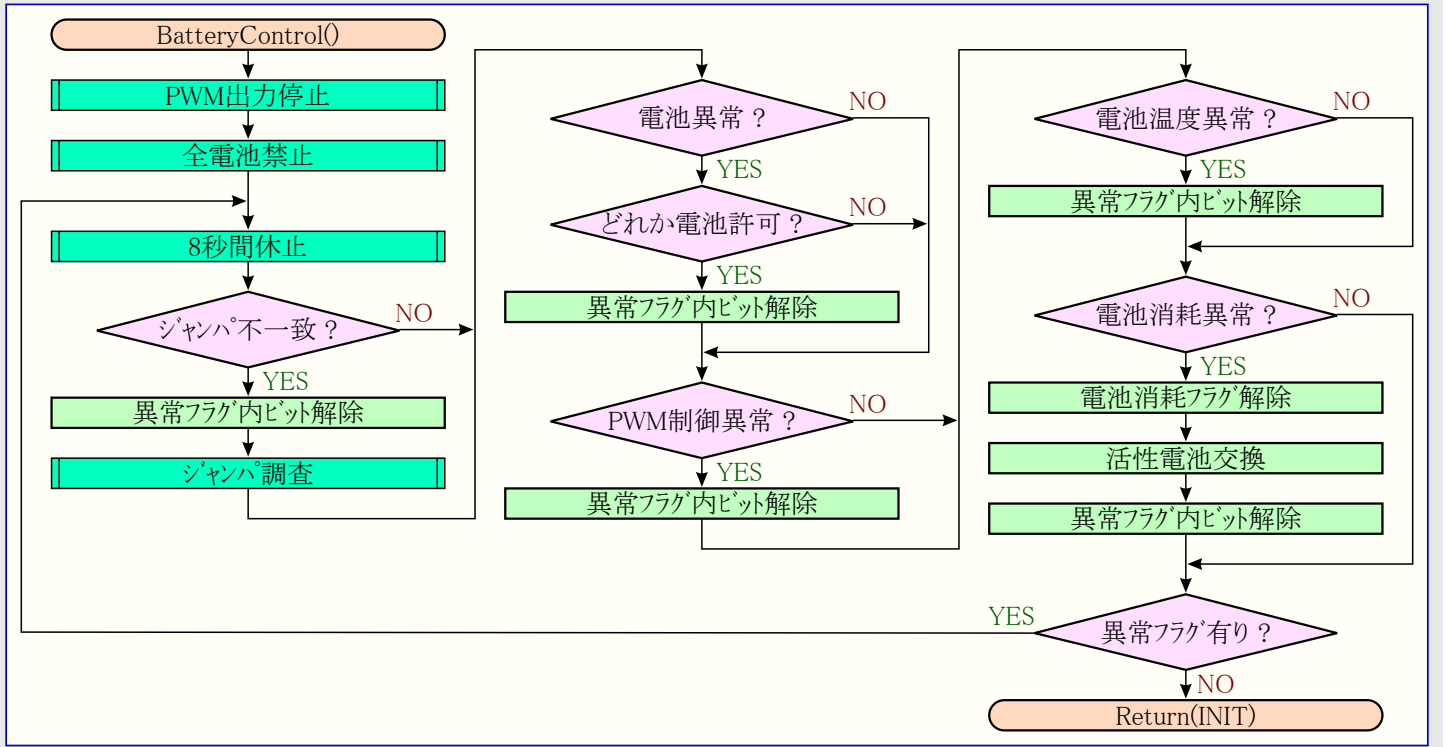 BatteryControl()
PWM出力停止
全電池禁止
8秒間休止
ｼﾞｬﾝﾊﾟ不一致？
NO
YES
異常ﾌﾗｸﾞ内ﾋﾞｯﾄ解除
ｼﾞｬﾝﾊﾟ調査
電池異常？
NO
YES
どれか電池許可？
NO
YES
異常ﾌﾗｸﾞ内ﾋﾞｯﾄ解除
PWM制御異常？
NO
YES
異常ﾌﾗｸﾞ内ﾋﾞｯﾄ解除
電池温度異常？
NO
YES
異常ﾌﾗｸﾞ内ﾋﾞｯﾄ解除
電池消耗異常？
NO
YES
電池消耗ﾌﾗｸﾞ解除
活性電池交換
異常ﾌﾗｸﾞ内ﾋﾞｯﾄ解除
YES
異常ﾌﾗｸﾞ有り？
NO
Return(INIT)